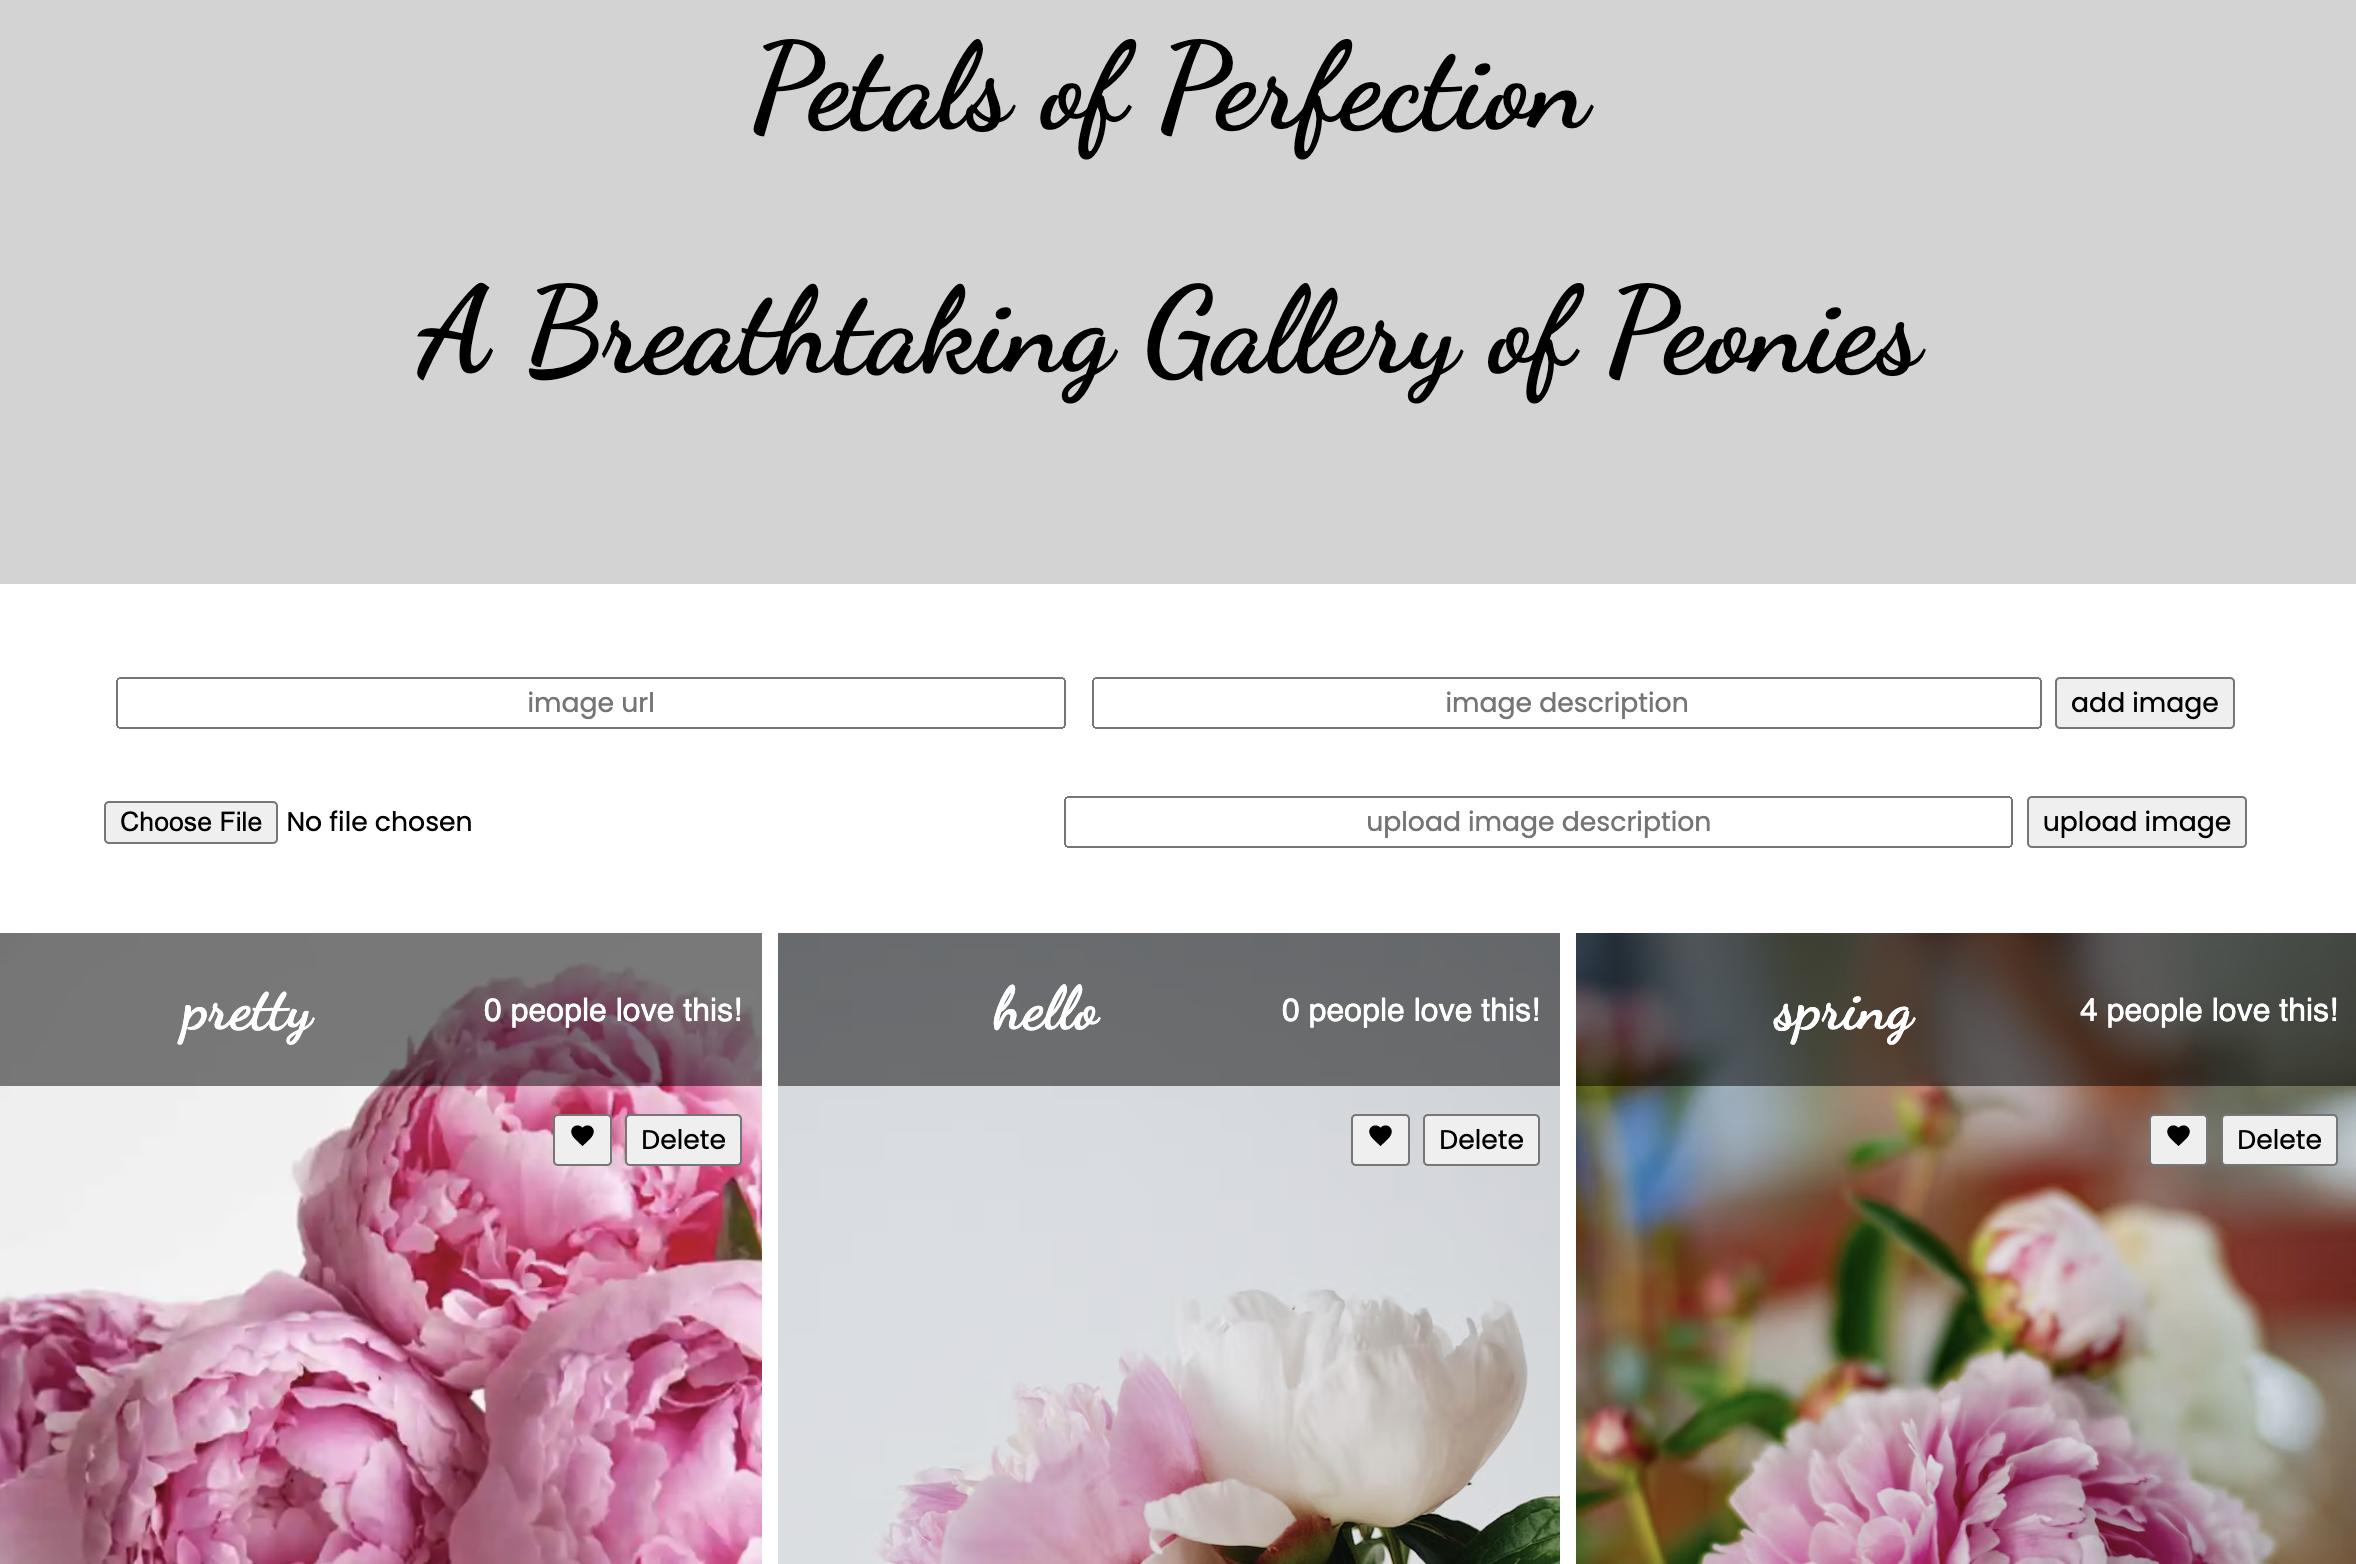 Petals of Perfection
A Breathtaking Gallery of Peonies
image url image description add image
Choose File No file chosen upload image description upload image
pretty 0 people love this! hello 0 people love this! spring 4 people love this!
♥ Delete ♥ Delete ♥ Delete